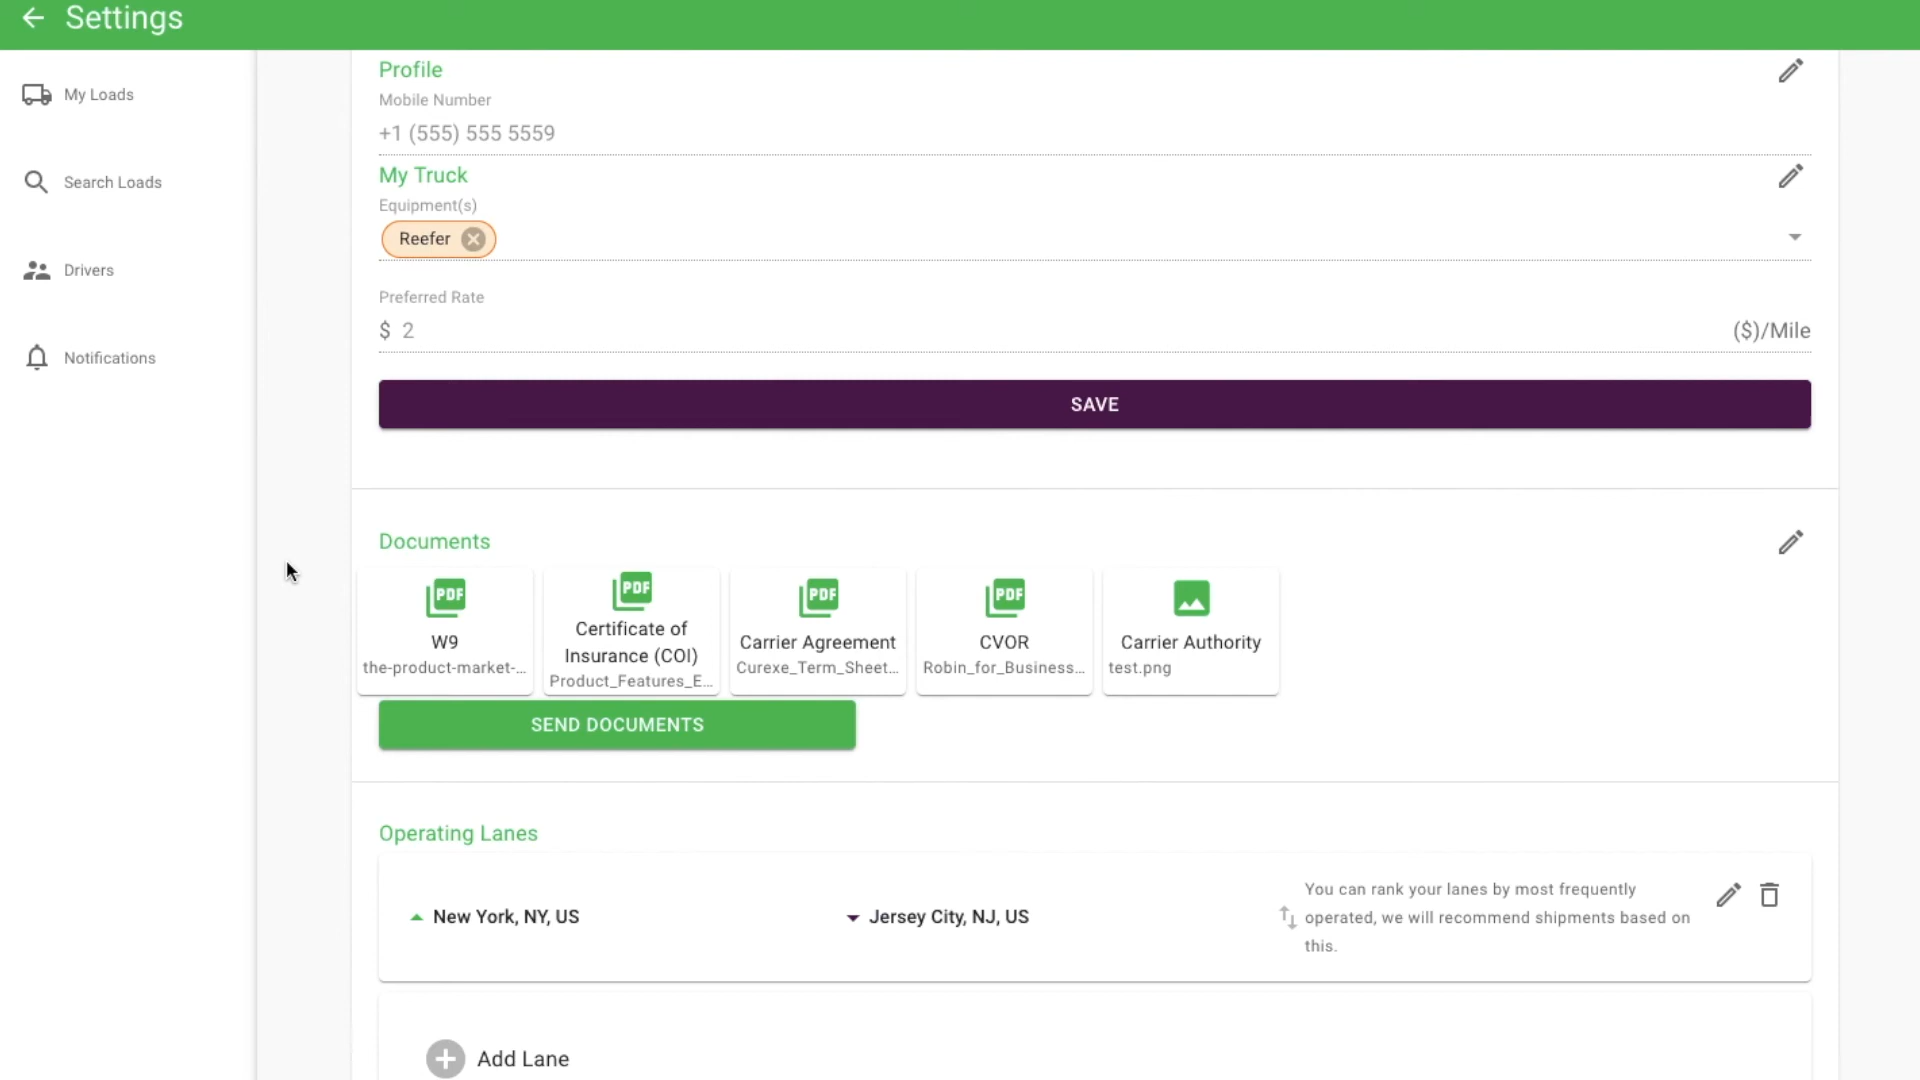 Settings
My Loads
Search Loads
Drivers
Notifications
Profile
Mobile Number
+1 (555) 555 5559
My Truck
Equipment(s)
Reefer
Preferred Rate
$ 2 ($)/Mile
SAVE
Documents
PDF
W9
the-product-market-...
PDF
Certificate of
Insurance (COI)
Product_Features_E...
PDF
Carrier Agreement
Curexe_Term_Sheet...
PDF
CVOR
Robin_for_Business...
Carrier Authority
test.png
SEND DOCUMENTS
Operating Lanes
New York, NY, US
Jersey City, NJ, US
You can rank your lanes by most frequently
operated, we will recommend shipments based on
this.
Add Lane